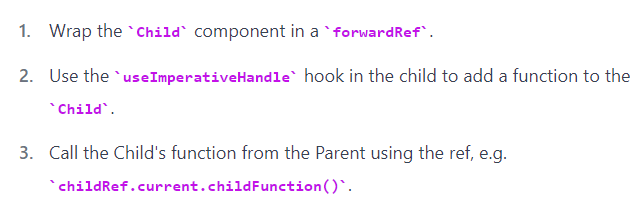 1. Wrap the `Child` component in a `forwardRef`.
2. Use the `useImperativeHandle` hook in the child to add a function to the
`Child`.
3. Call the Child's function from the Parent using the ref, e.g.
`childRef.current.childFunction()`.